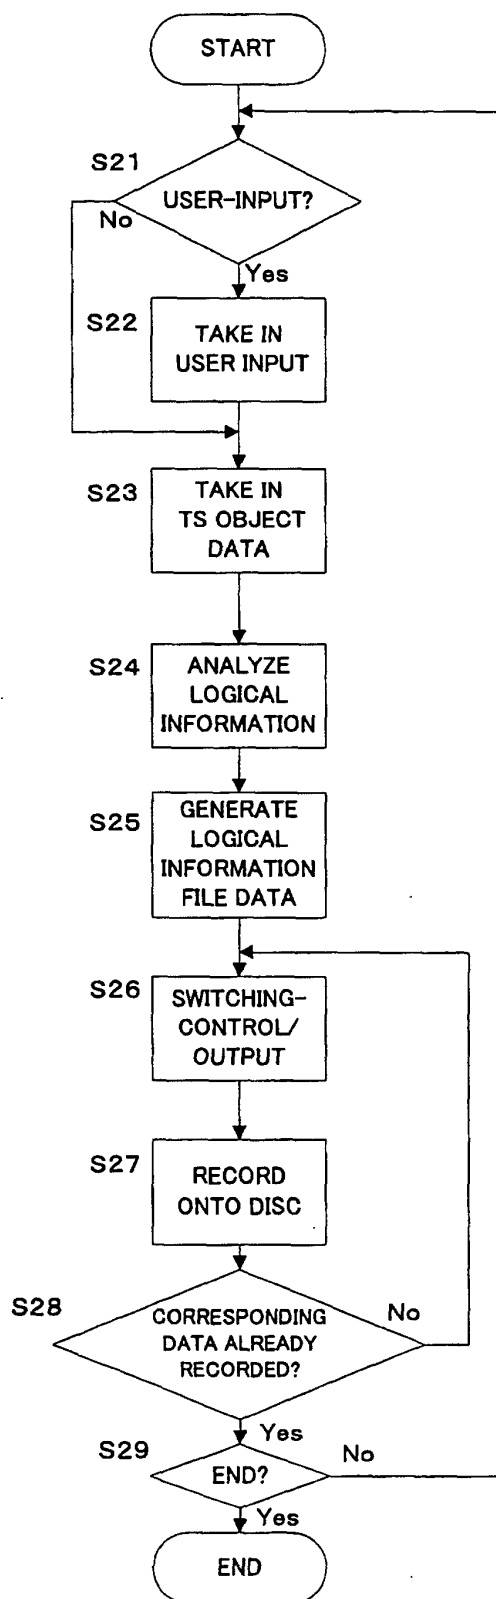 START
S21
USER-INPUT?
No
Yes
S22
TAKE IN
USER INPUT
S23
TAKE IN
TS OBJECT
DATA
S24
ANALYZE
LOGICAL
INFORMATION
S25
GENERATE
LOGICAL
INFORMATION
FILE DATA
S26
SWITCHING-
CONTROL/
OUTPUT
S27
RECORD
ONTO DISC
S28
CORRESPONDING
DATA ALREADY
RECORDED?
No
Yes
S29
END?
No
Yes
END